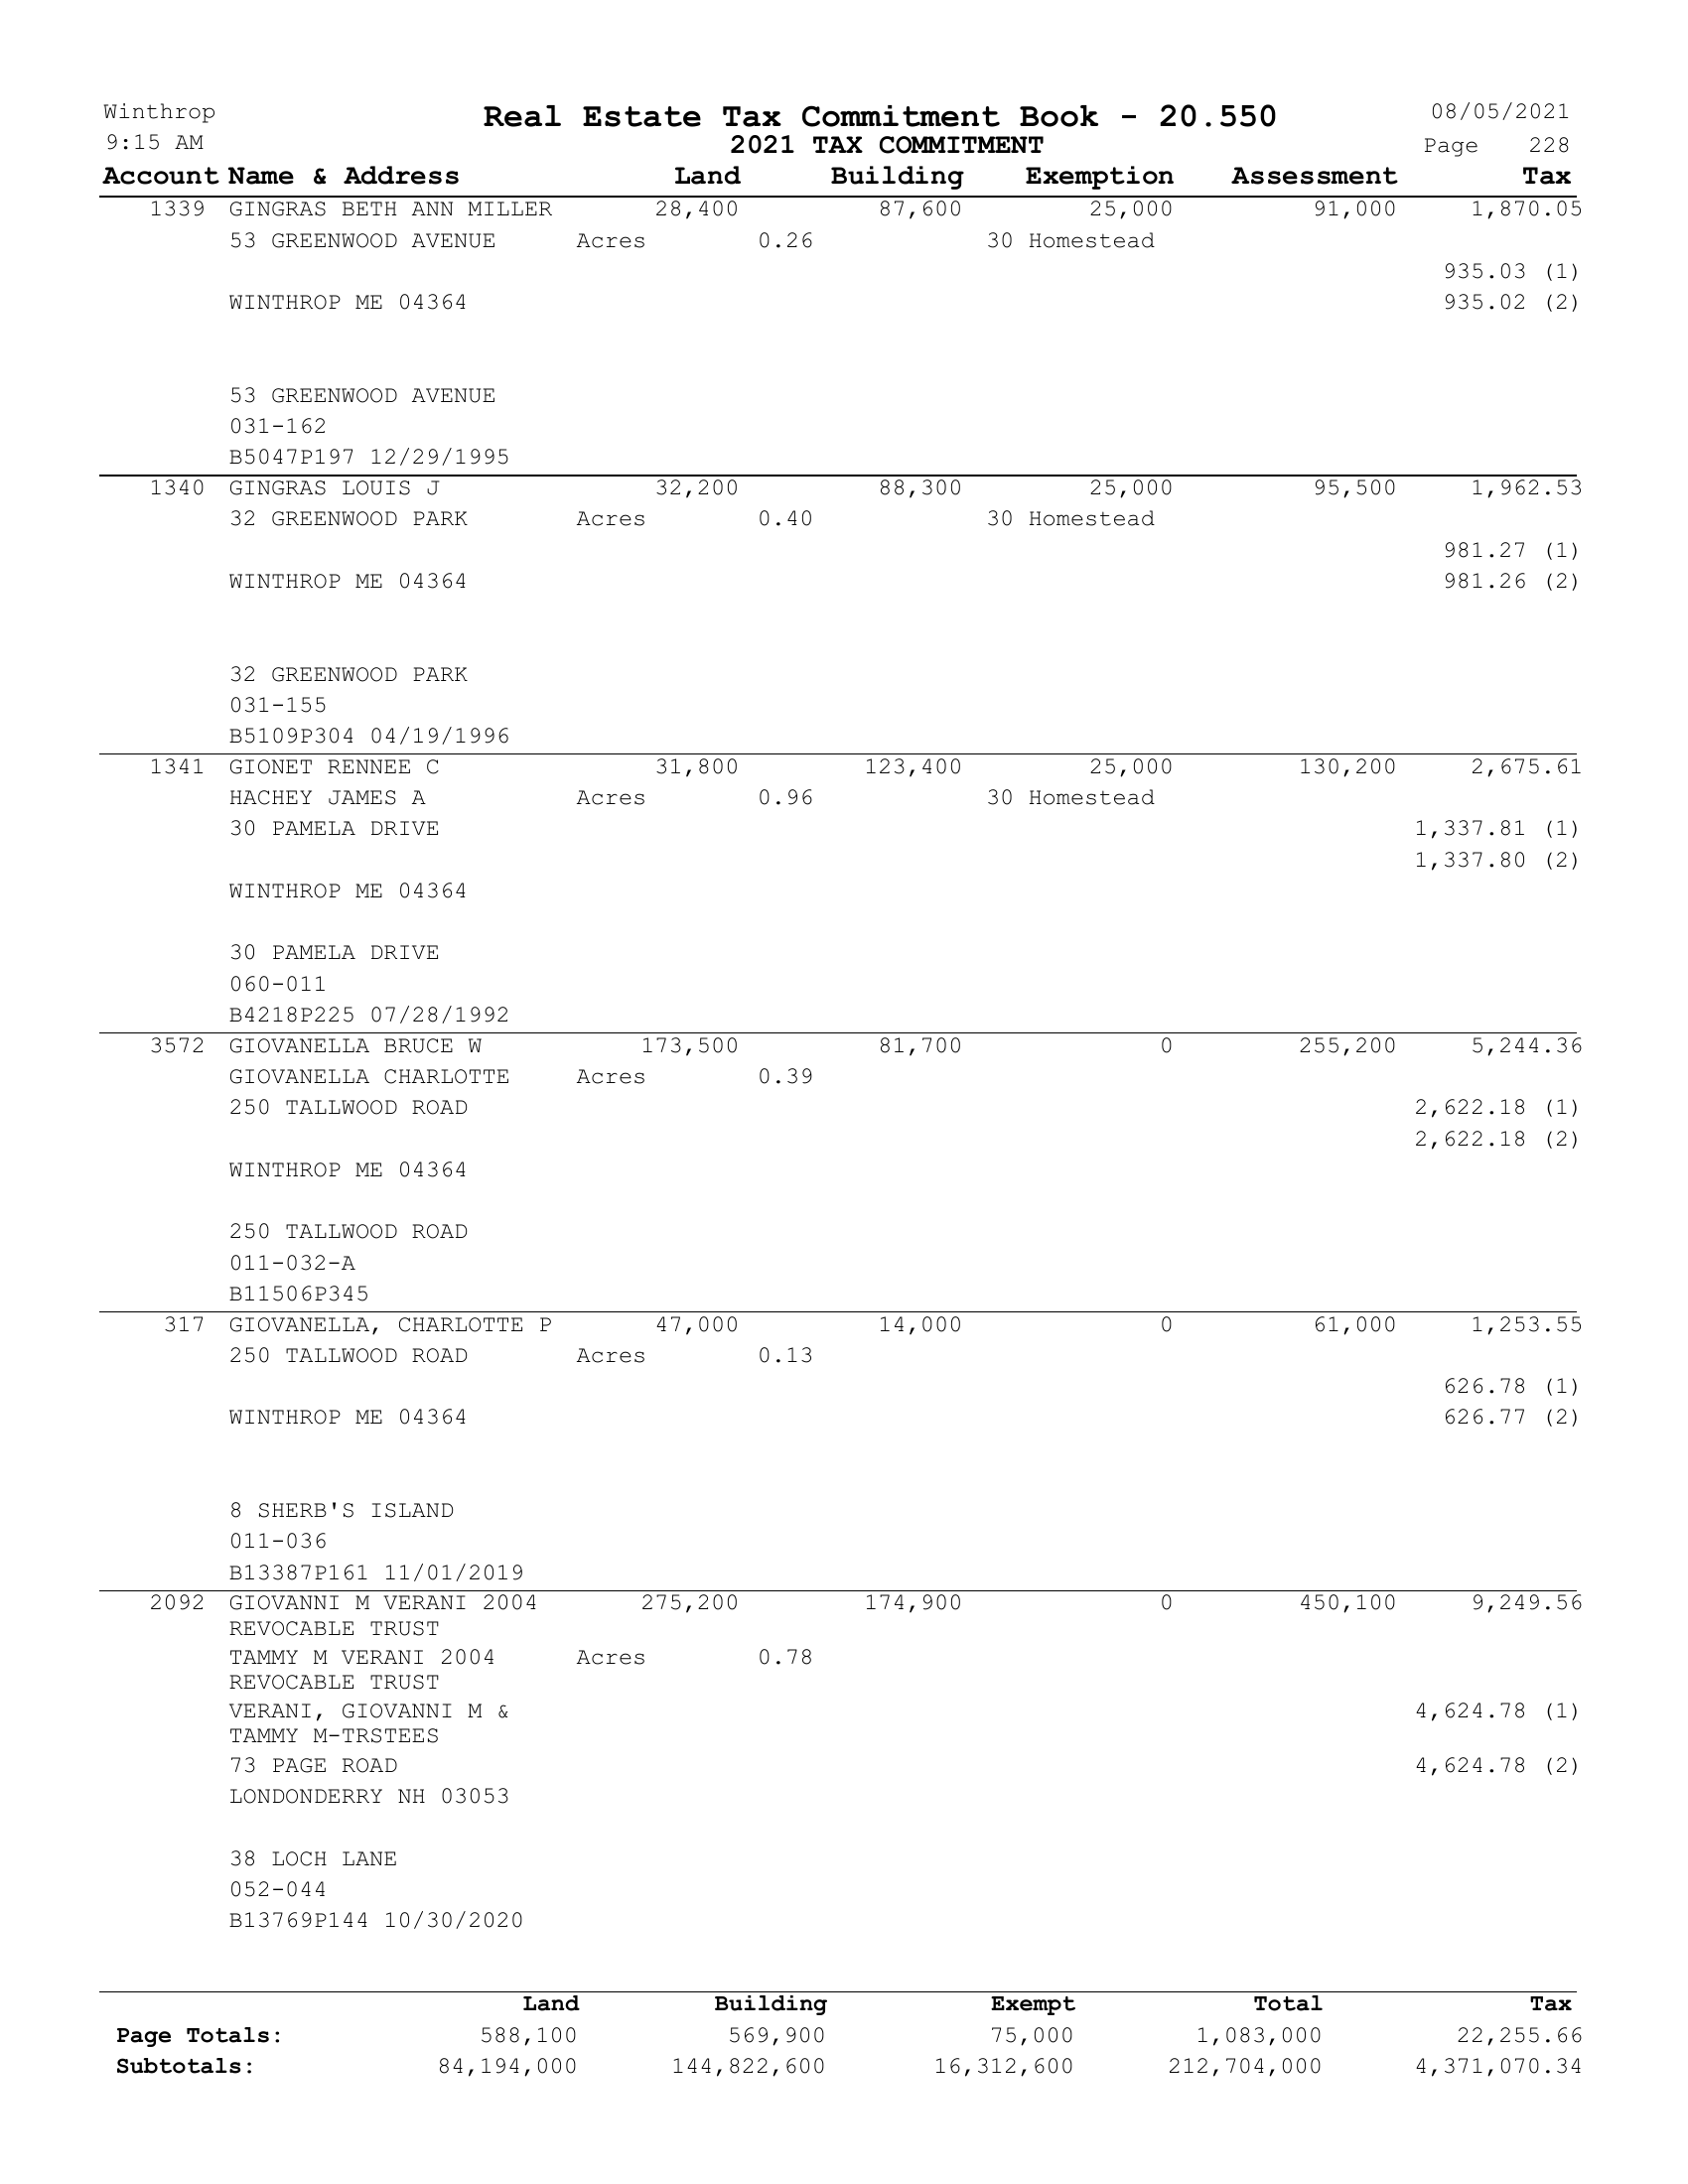 Winthrop Real Estate Tax Commitment Book - 20.550 08/05/2021
9:15 AM 2021 TAX COMMITMENT Page 228
Account Name & Address Land Building Exemption Assessment Tax
1339 GINGRAS BETH ANN MILLER 28,400 87,600 25,000 91,000 1,870.05
53 GREENWOOD AVENUE Acres 0.26 30 Homestead
935.03 (1)
WINTHROP ME 04364 935.02 (2)
53 GREENWOOD AVENUE
031-162
B5047P197 12/29/1995
1340 GINGRAS LOUIS J 32,200 88,300 25,000 95,500 1,962.53
32 GREENWOOD PARK Acres 0.40 30 Homestead
981.27 (1)
WINTHROP ME 04364 981.26 (2)
32 GREENWOOD PARK
031-155
B5109P304 04/19/1996
1341 GIONET RENNEE C 31,800 123,400 25,000 130,200 2,675.61
HACHEY JAMES A Acres 0.96 30 Homestead
30 PAMELA DRIVE 1,337.81 (1)
1,337.80 (2)
WINTHROP ME 04364
30 PAMELA DRIVE
060-011
B4218P225 07/28/1992
3572 GIOVANELLA BRUCE W 173,500 81,700 0 255,200 5,244.36
GIOVANELLA CHARLOTTE Acres 0.39
250 TALLWOOD ROAD 2,622.18 (1)
2,622.18 (2)
WINTHROP ME 04364
250 TALLWOOD ROAD
011-032-A
B11506P345
317 GIOVANELLA, CHARLOTTE P 47,000 14,000 0 61,000 1,253.55
250 TALLWOOD ROAD Acres 0.13
626.78 (1)
WINTHROP ME 04364 626.77 (2)
8 SHERB'S ISLAND
011-036
B13387P161 11/01/2019
2092 GIOVANNI M VERANI 2004 275,200 174,900 0 450,100 9,249.56
REVOCABLE TRUST
TAMMY M VERANI 2004 Acres 0.78
REVOCABLE TRUST
VERANI, GIOVANNI M & 4,624.78 (1)
TAMMY M-TRSTEES
73 PAGE ROAD 4,624.78 (2)
LONDONDERRY NH 03053
38 LOCH LANE
052-044
B13769P144 10/30/2020
Land Building Exempt Total Tax
Page Totals: 588,100 569,900 75,000 1,083,000 22,255.66
Subtotals: 84,194,000 144,822,600 16,312,600 212,704,000 4,371,070.34